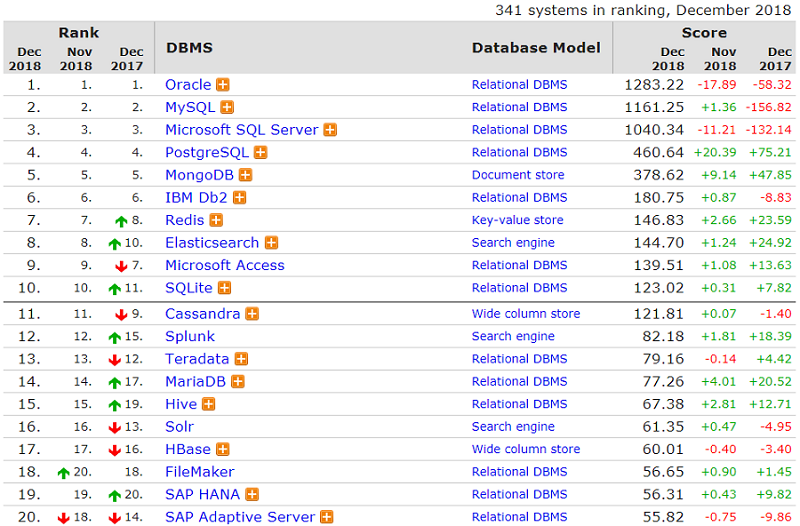 341 systems in ranking, December 2018
Rank DBMS Database Model Score
Dec 2018 Nov 2018 Dec 2017 Dec 2018 Nov 2018 Dec 2017
1. 1. 1. Oracle Relational DBMS 1283.22 -17.89 -58.32
2. 2. 2. MySQL Relational DBMS 1161.25 +1.36 -156.82
3. 3. 3. Microsoft SQL Server Relational DBMS 1040.34 -11.21 -132.14
4. 4. 4. PostgreSQL Relational DBMS 460.64 +20.39 +75.21
5. 5. 5. MongoDB Document store 378.62 +9.14 +47.85
6. 6. 6. IBM Db2 Relational DBMS 180.75 +0.87 -8.83
7. 7. 8. Redis Key-value store 146.83 +2.66 +23.59
8. 8. 10. Elasticsearch Search engine 144.70 +1.24 +24.92
9. 9. 7. Microsoft Access Relational DBMS 139.51 +1.08 +13.63
10. 10. 11. SQLite Relational DBMS 123.02 +0.31 +7.82
11. 11. 9. Cassandra Wide column store 121.81 +0.07 -1.40
12. 12. 15. Splunk Search engine 82.18 +1.81 +18.39
13. 13. 12. Teradata Relational DBMS 79.16 -0.14 +4.42
14. 14. 17. MariaDB Relational DBMS 77.26 +4.01 +20.52
15. 15. 19. Hive Relational DBMS 67.38 +2.81 +12.71
16. 16. 13. Solr Search engine 61.35 +0.47 -4.95
17. 17. 16. HBase Wide column store 60.01 -0.40 -3.40
18. 20. 18. FileMaker Relational DBMS 56.65 +0.90 +1.45
19. 19. 20. SAP HANA Relational DBMS 56.31 +0.43 +9.82
20. 18. 14. SAP Adaptive Server Relational DBMS 55.82 -0.75 -9.86